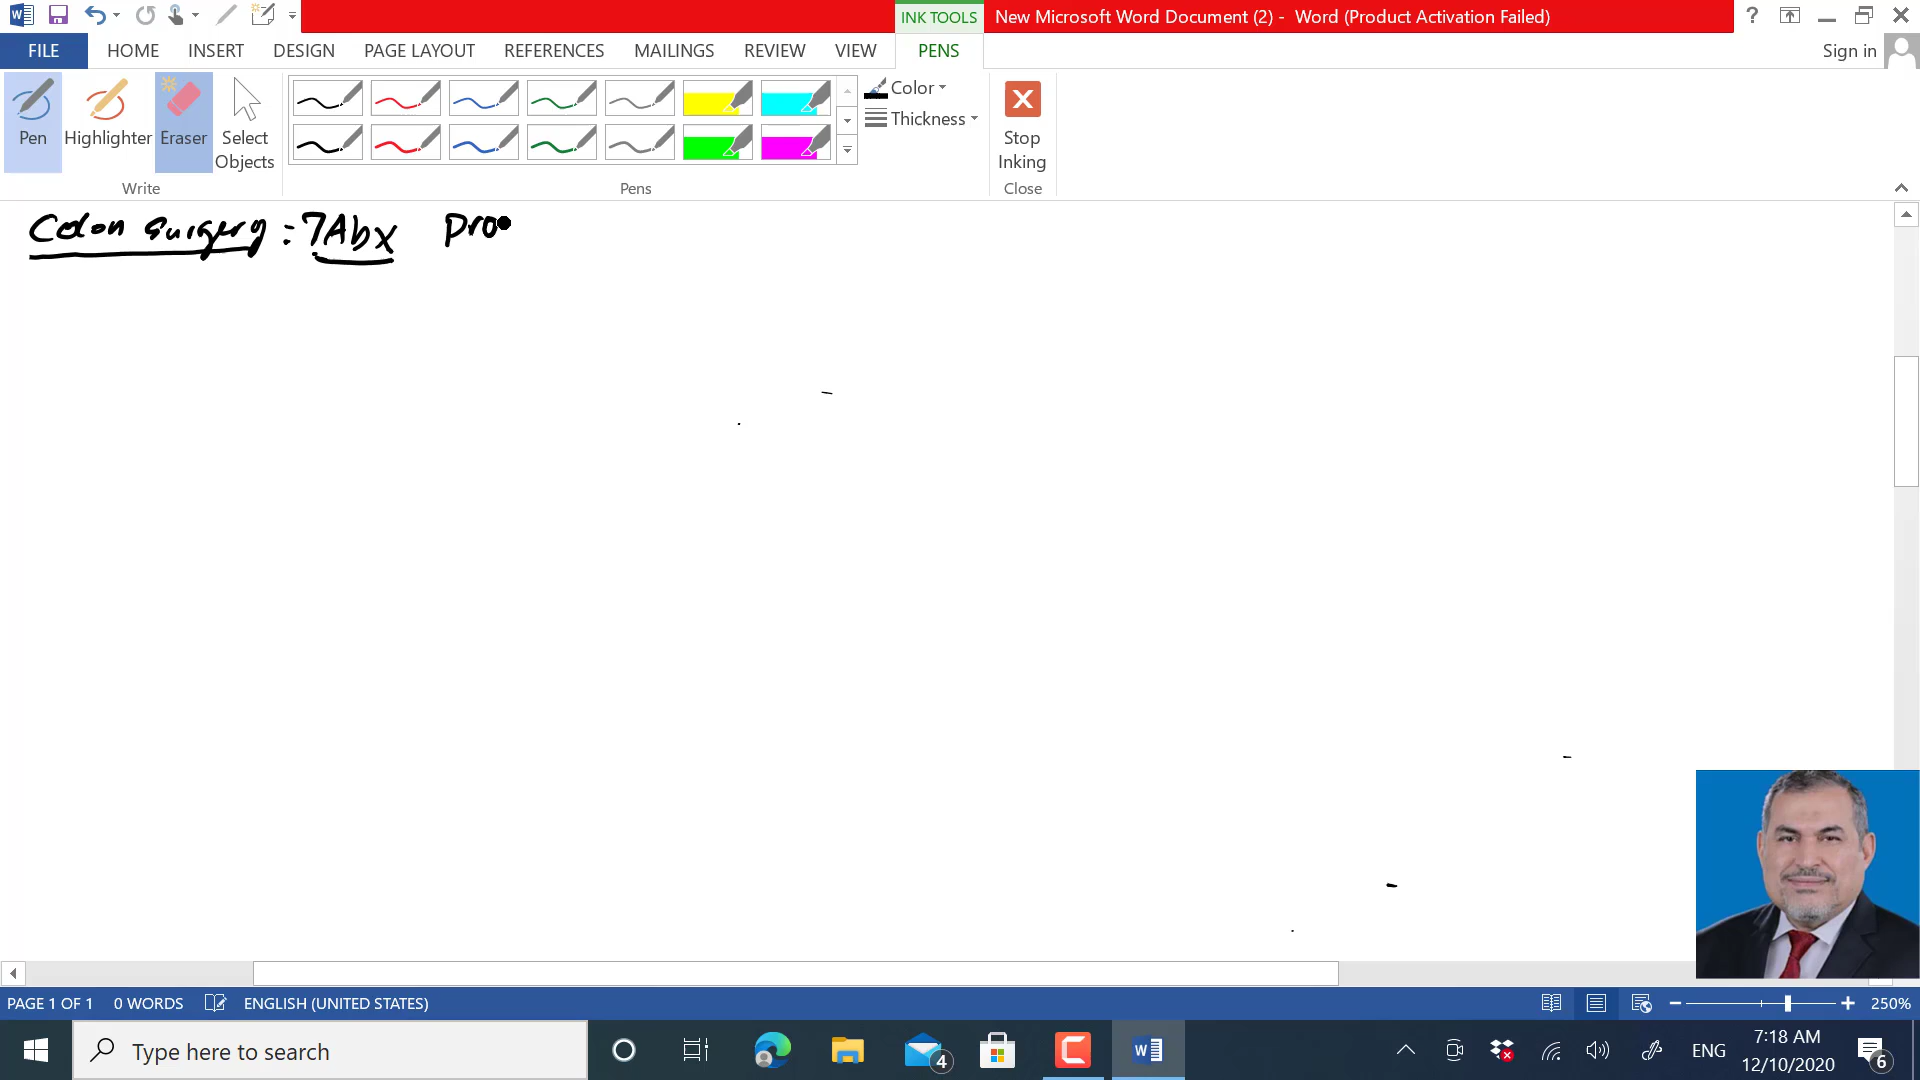 INK TOOLS New Microsoft Word Document (2) - Word (Product Activation Failed) ?
FILE HOME INSERT DESIGN PAGE LAYOUT REFERENCES MAILINGS REVIEW VIEW PENS Sign in
Pen Highlighter Eraser Select Objects
Color
Thickness
Stop Inking
Write Pens Close
Colon surgery : 7Abx Pro
PAGE 1 OF 1 0 WORDS ENGLISH (UNITED STATES) 250%
Type here to search 4 ENG 7:18 AM 12/10/2020 6